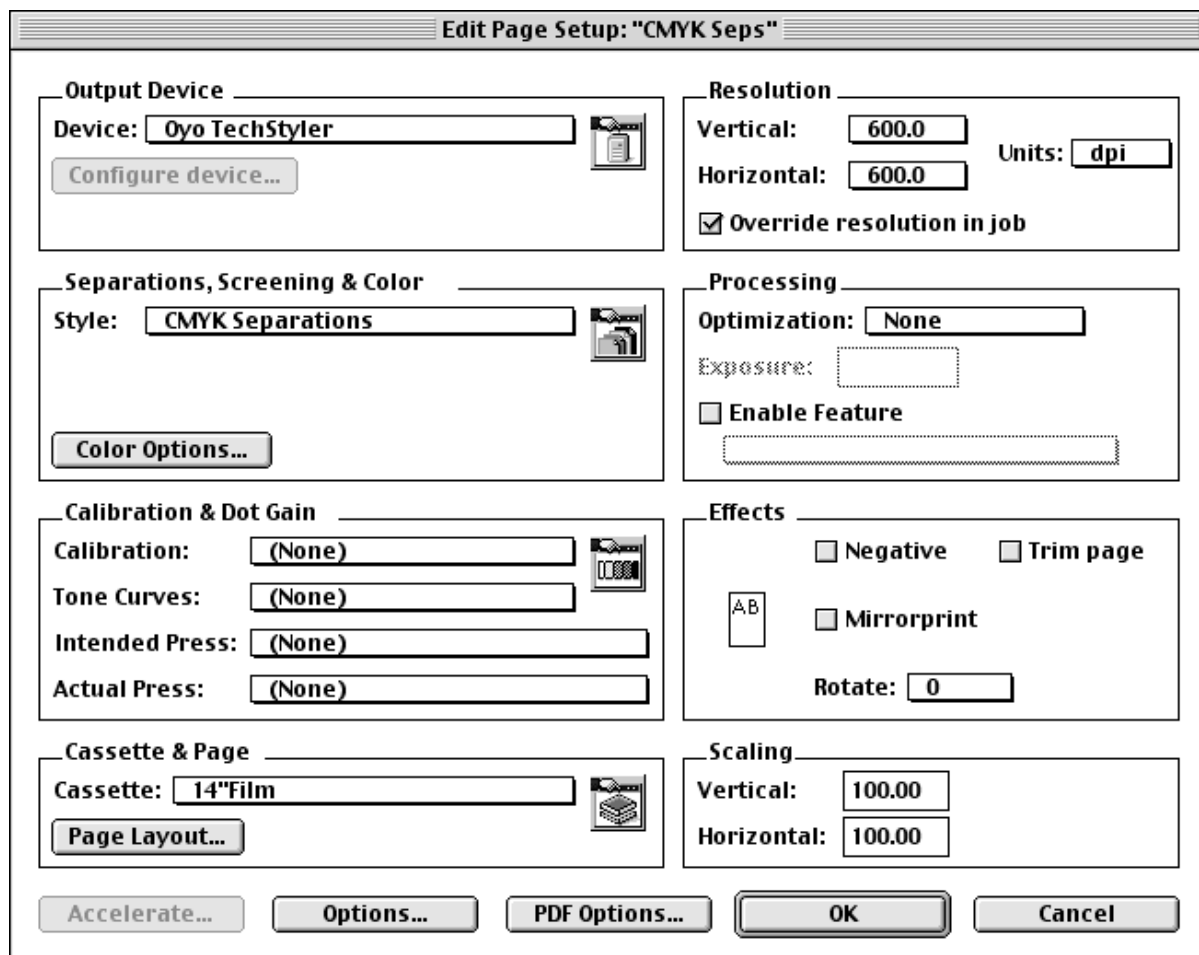 Edit Page Setup: "CMYK Seps"
Output Device
Device: Oyo TechStyler
Configure device...
Resolution
Vertical: 600.0
Horizontal: 600.0
Units: dpi
Override resolution in job
Separations, Screening & Color
Style: CMYK Separations
Color Options...
Processing
Optimization: None
Exposure:
Enable Feature
Calibration & Dot Gain
Calibration: (None)
Tone Curves: (None)
Intended Press: (None)
Actual Press: (None)
Effects
Negative Trim page
AB
Mirrorprint
Rotate: 0
Cassette & Page
Cassette: 14"Film
Page Layout...
Scaling
Vertical: 100.00
Horizontal: 100.00
Accelerate... Options... PDF Options... OK Cancel